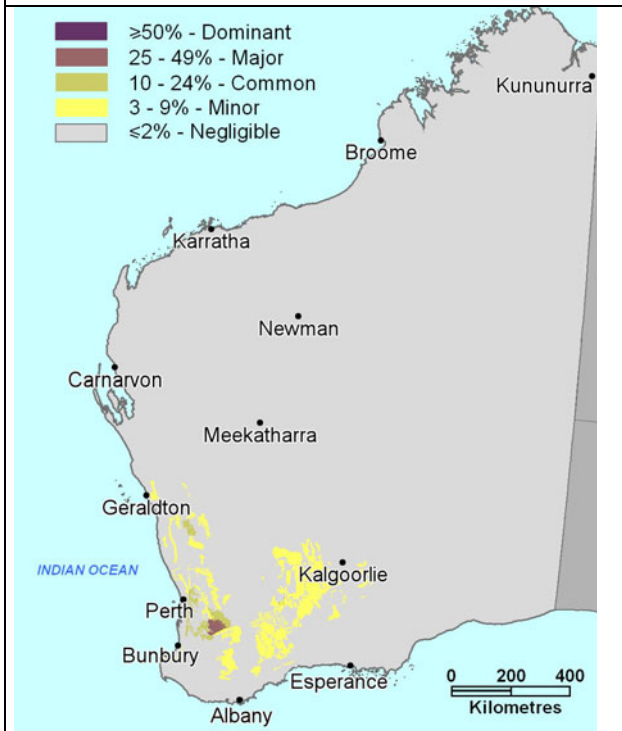 ≥50% - Dominant
25 - 49% - Major
10 - 24% - Common
3 - 9% - Minor
≤2% - Negligible
Kununurra
Broome
Karratha
Newman
Carnarvon
Meekatharra
Geraldton
Kalgoorlie
INDIAN OCEAN
Perth
Bunbury
Esperance
Albany
0 200 400
Kilometres